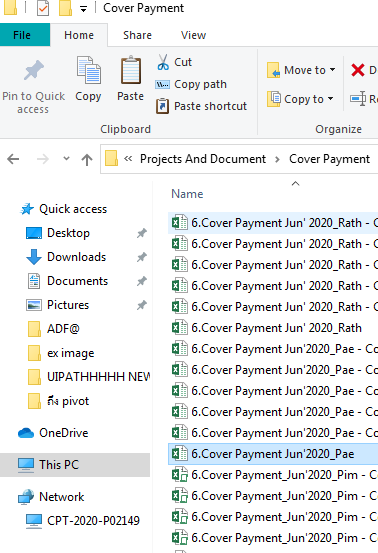 Cover Payment
File Home Share View
Pin to Quick access
Copy
Paste
Cut
Copy path
Paste shortcut
Clipboard
Move to
Copy to
Organize
Projects And Document Cover Payment
Name
Quick access
Desktop
Downloads
Documents
Pictures
ADF@
ex image
UIPATHHHHH NEW
ถึง pivot
OneDrive
This PC
Network
CPT-2020-P02149
6.Cover Payment Jun' 2020_Rath -
6.Cover Payment Jun' 2020_Rath -
6.Cover Payment Jun' 2020_Rath -
6.Cover Payment Jun' 2020_Rath -
6.Cover Payment Jun' 2020_Rath -
6.Cover Payment Jun' 2020_Rath
6.Cover Payment Jun'2020_Pae - Co
6.Cover Payment Jun'2020_Pae - Co
6.Cover Payment Jun'2020_Pae - Co
6.Cover Payment Jun'2020_Pae - Co
6.Cover Payment Jun'2020_Pae - Co
6.Cover Payment Jun'2020_Pae
6.Cover Payment_Jun'2020_Pim - C
6.Cover Payment_Jun'2020_Pim - C
6.Cover Payment_Jun'2020_Pim - C
6.Cover Payment_Jun'2020_Pim - C